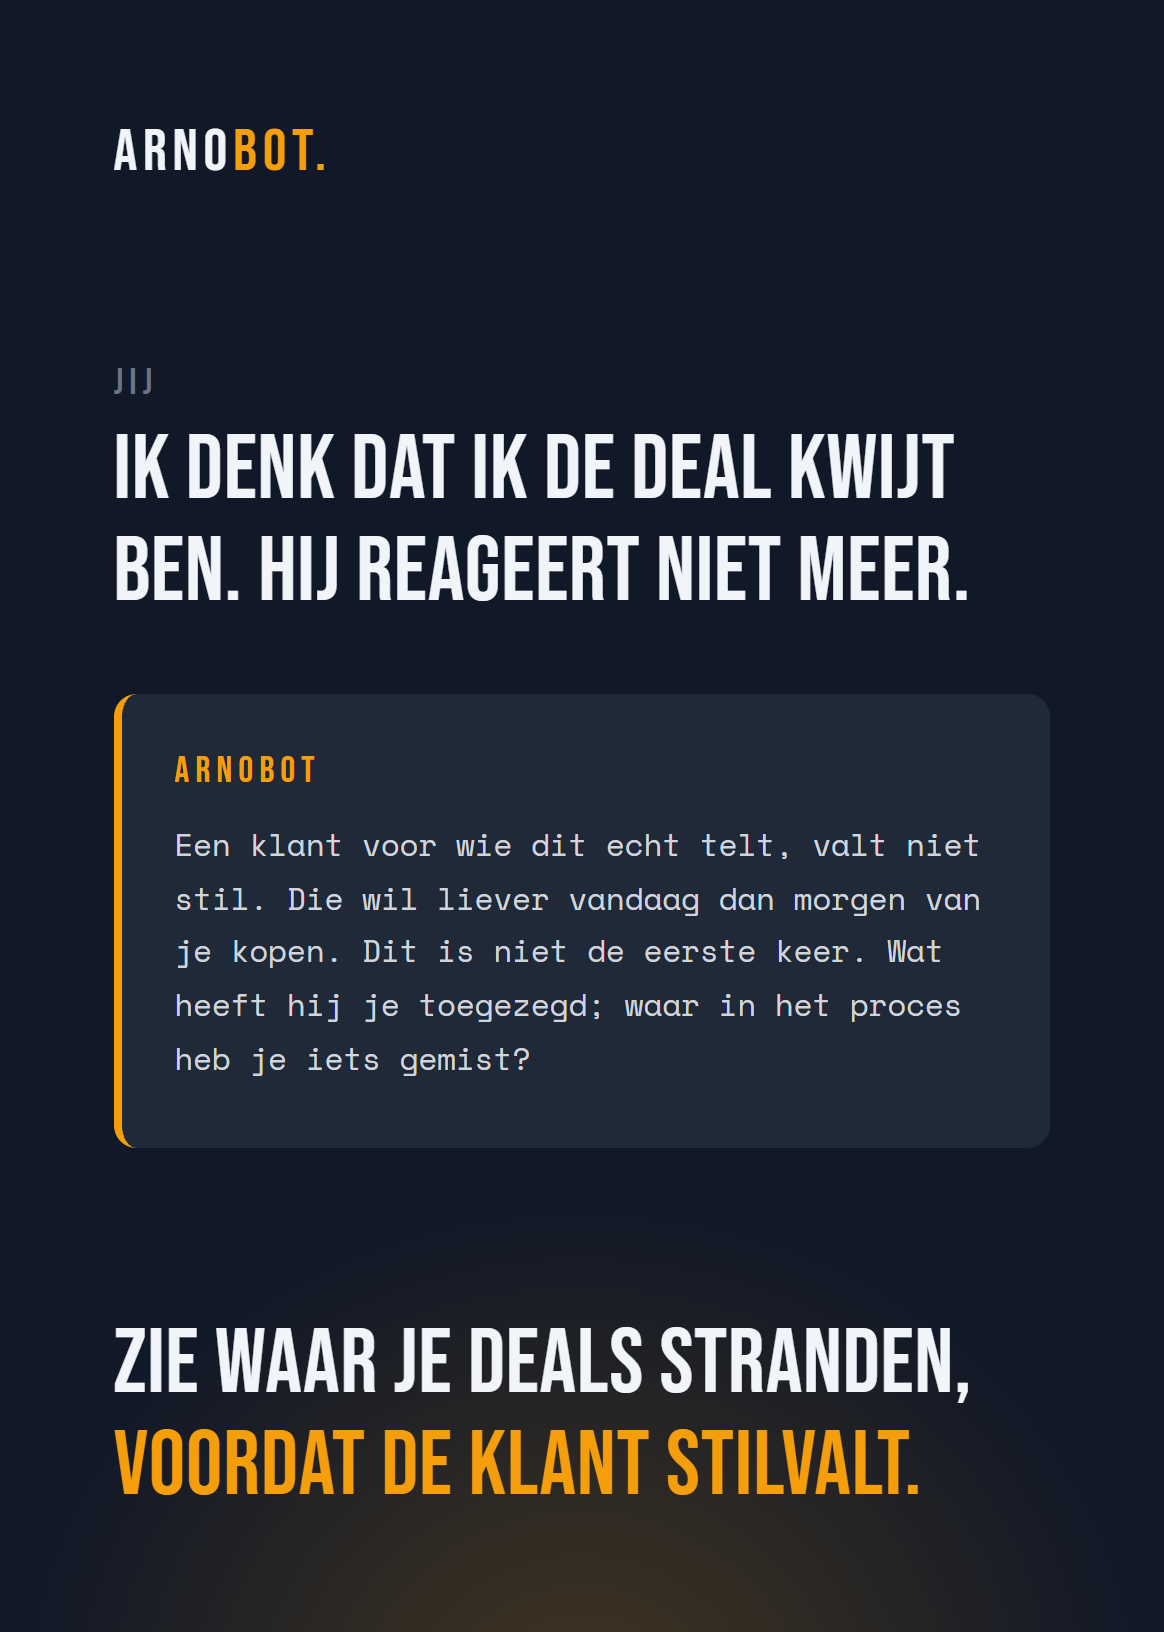 ARNOBOT.
JIJ
IK DENK DAT IK DE DEAL KWIJT
BEN. HIJ REAGEERT NIET MEER.
ARNOBOT
Een klant voor wie dit echt telt, valt niet
stil. Die wil liever vandaag dan morgen van
je kopen. Dit is niet de eerste keer. Wat
heeft hij je toegezegd; waar in het proces
heb je iets gemist?
ZIE WAAR JE DEALS STRANDEN,
VOORDAT DE KLANT STILVALT.